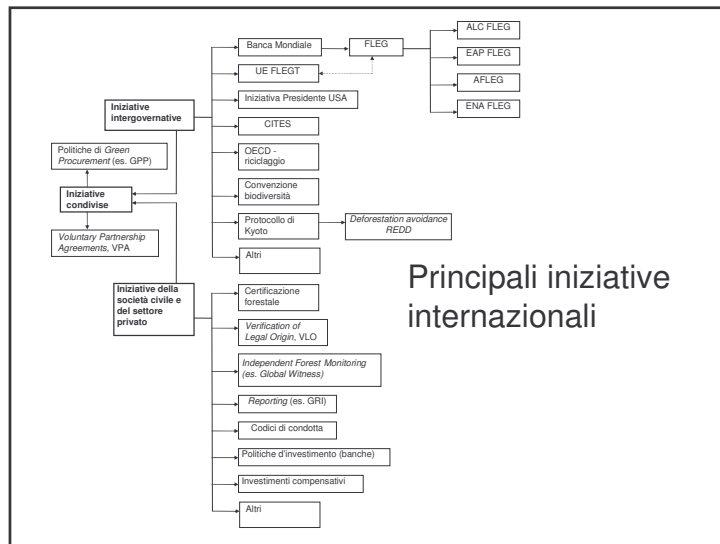 ALC FLEG
Banca Mondiale
FLEG
EAP FLEG
UE FLEGT
AFLEG
Iniziativa Presidente USA
ENA FLEG
Iniziative
intergovernative
CITES
Politiche di Green
Procurement (es. GPP)
OECD -
riciclaggio
Iniziative
condivise
Convenzione
biodiversità
Protocollo di
Kyoto
Deforestation avoidance
REDD
Voluntary Partnership
Agreements, VPA
Altri
Principali iniziative
internazionali
Iniziative della
società civile e
del settore
privato
Certificazione
forestale
Verification of
Legal Origin, VLO
Independent Forest Monitoring
(es. Global Witness)
Reporting (es. GRI)
Codici di condotta
Politiche d'investimento (banche)
Investimenti compensativi
Altri